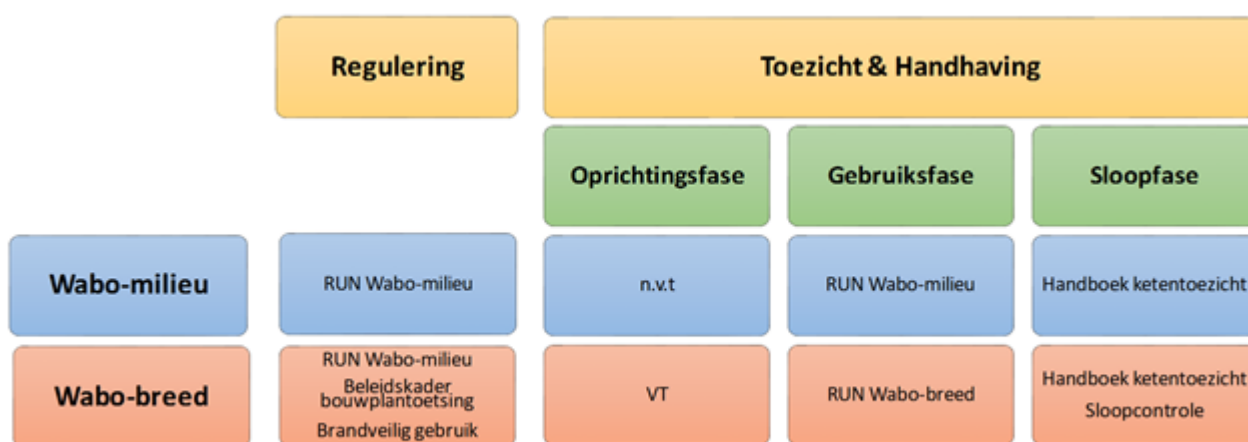 Regulering
Toezicht & Handhaving
Oprichtingsfase
Gebruiksfase
Sloopfase
Wabo-milieu
RUN Wabo-milieu
n.v.t
RUN Wabo-milieu
Handboek ketentoezicht
Wabo-breed
RUN Wabo-milieu
Beleidskader
bouwplantoetsing
Brandveilig gebruik
VT
RUN Wabo-breed
Handboek ketentoezicht
Sloopcontrole